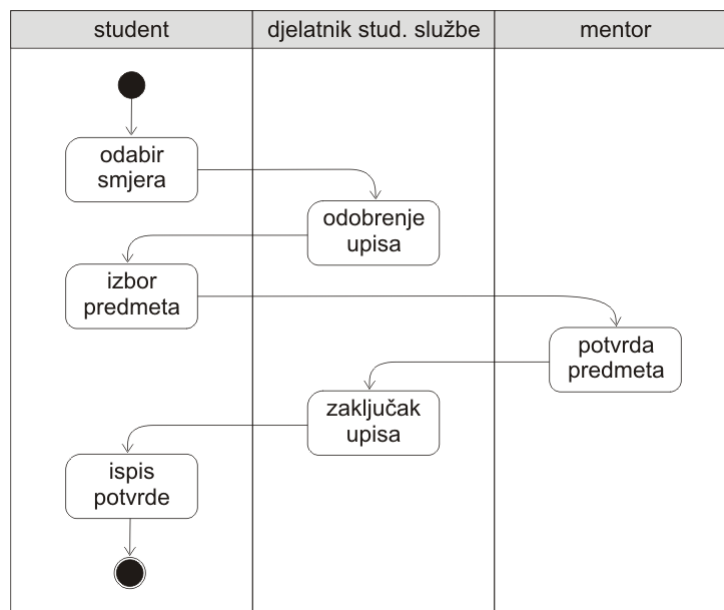 student
djelatnik stud. službe
mentor
odabir
smjera
odobrenje
upisa
izbor
predmeta
potvrda
predmeta
zaključak
upisa
ispis
potvrde